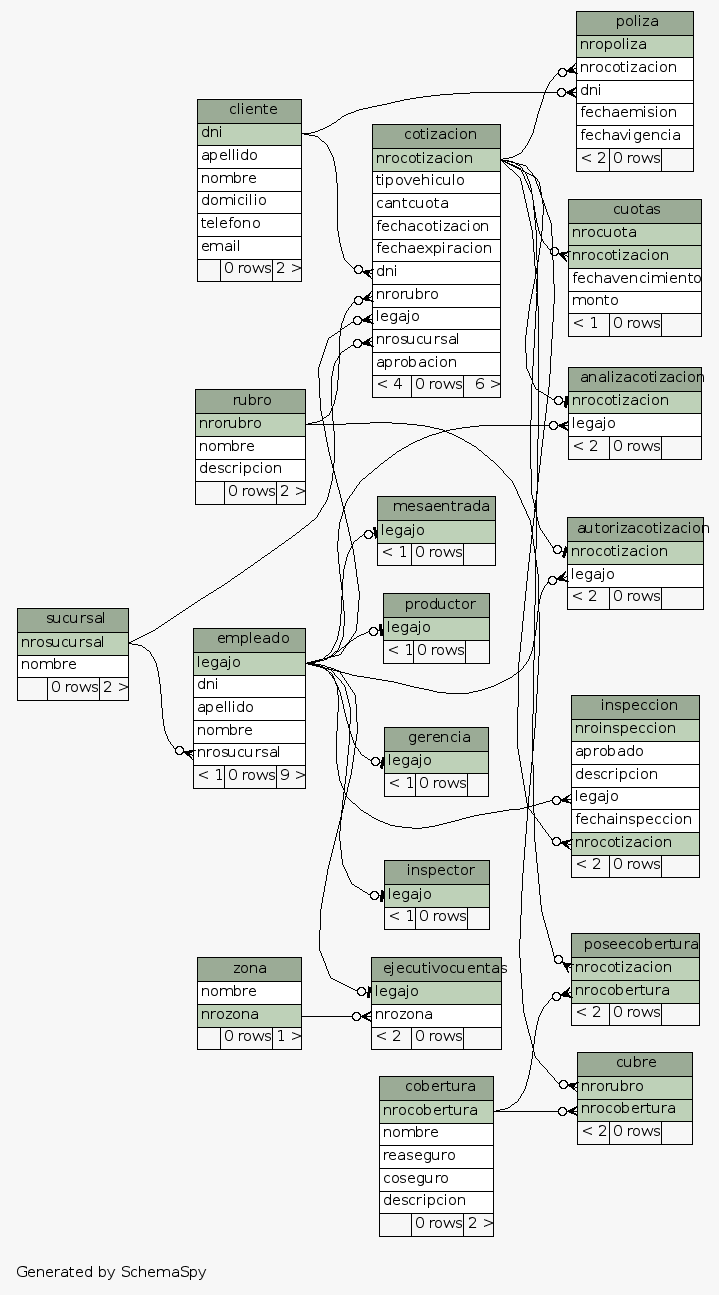 poliza
nropoliza
nrocotizacion
dni
fechaemision
fechavigencia
< 2 0 rows
cliente
dni
apellido
nombre
domicilio
telefono
email
0 rows 2 >
cotizacion
nrocotizacion
tipovehiculo
cantcuota
fechacotizacion
fechaexpiracion
dni
nrorubro
legajo
nrosucursal
aprobacion
< 4 0 rows 6 >
cuotas
nrocuota
nrocotizacion
fechavencimiento
monto
< 1 0 rows
analizacotizacion
nrocotizacion
legajo
< 2 0 rows
rubro
nrorubro
nombre
descripcion
0 rows 2 >
mesaentrada
legajo
< 1 0 rows
autorizacotizacion
nrocotizacion
legajo
< 2 0 rows
productor
legajo
< 1 0 rows
sucursal
nrosucursal
nombre
0 rows 2 >
empleado
legajo
dni
apellido
nombre
nrosucursal
< 1 0 rows 9 >
gerencia
legajo
< 1 0 rows
inspeccion
nroinspeccion
aprobado
descripcion
legajo
fechainspeccion
nrocotizacion
< 2 0 rows
inspector
legajo
< 1 0 rows
zona
nombre
nrozona
0 rows 1 >
ejecutivocuentas
legajo
nrozona
< 2 0 rows
poseecobertura
nrocotizacion
nrocobertura
< 2 0 rows
cubre
nrorubro
nrocobertura
< 2 0 rows
cobertura
nrocobertura
nombre
reaseguro
coseguro
descripcion
0 rows 2 >
Generated by SchemaSpy